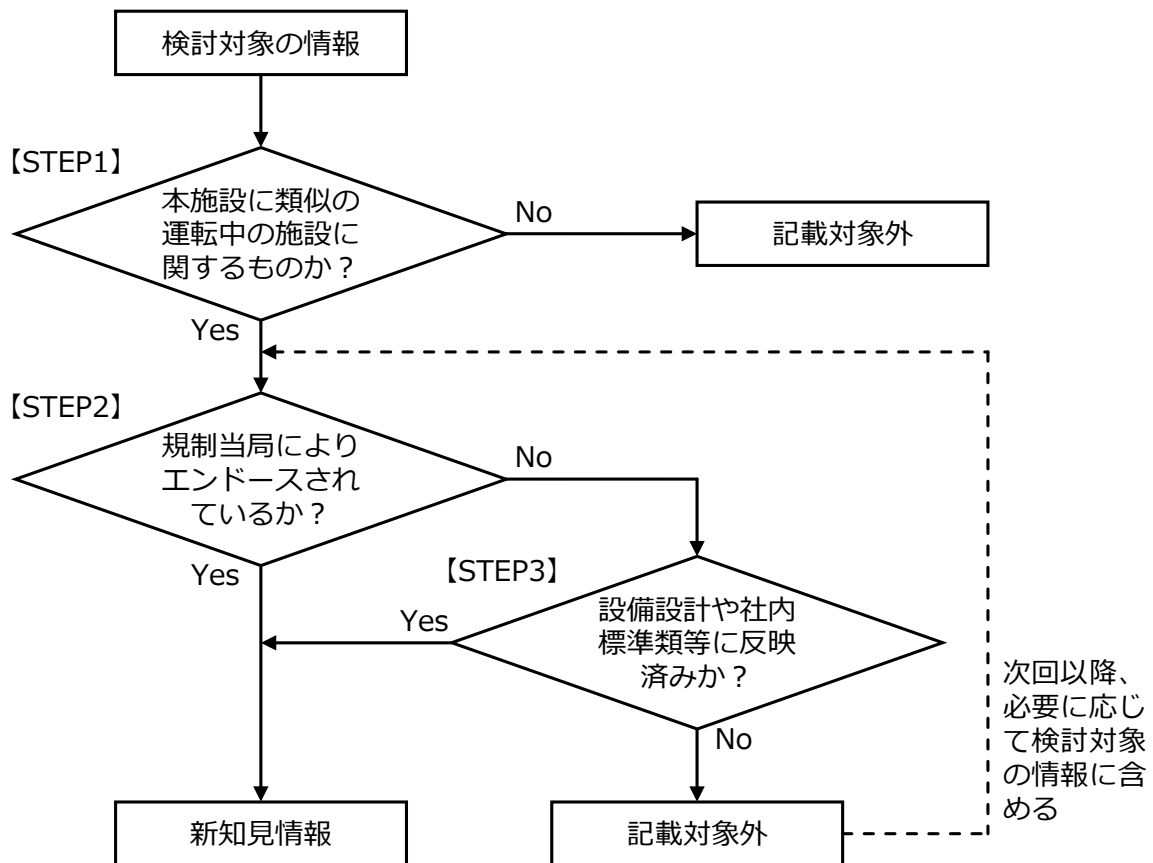 検討対象の情報
【STEP1】
本施設に類似の
運転中の施設に
関するものか？
No
記載対象外
Yes
【STEP2】
規制当局により
エンドースされ
ているか？
No
Yes
【STEP3】
設備設計や社内
標準類等に反映
済みか？
Yes
No
次回以降、
必要に応じ
て検討対象
の情報に含
める
新知見情報
記載対象外